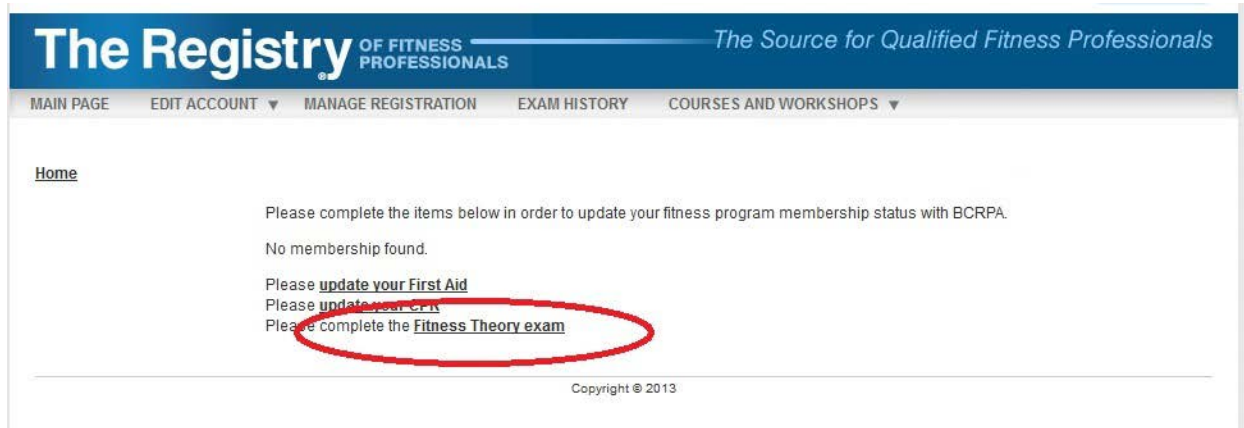 The Registry OF FITNESS PROFESSIONALS ®
The Source for Qualified Fitness Professionals
MAIN PAGE EDIT ACCOUNT ▼ MANAGE REGISTRATION EXAM HISTORY COURSES AND WORKSHOPS ▼
Home
Please complete the items below in order to update your fitness program membership status with BCRPA.
No membership found.
Please update your First Aid
Please update your CPR
Please complete the Fitness Theory exam
Copyright © 2013